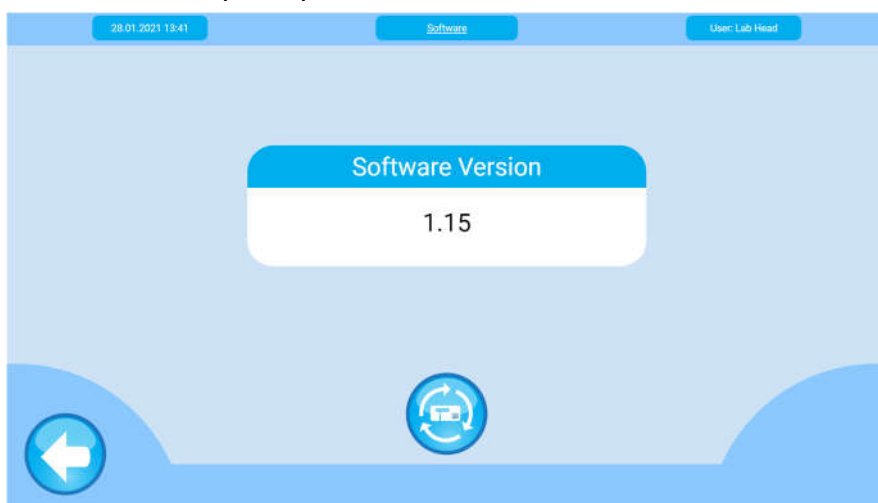 28.01.2021 13:41
Software
User: Lab Head
Software Version
1.15